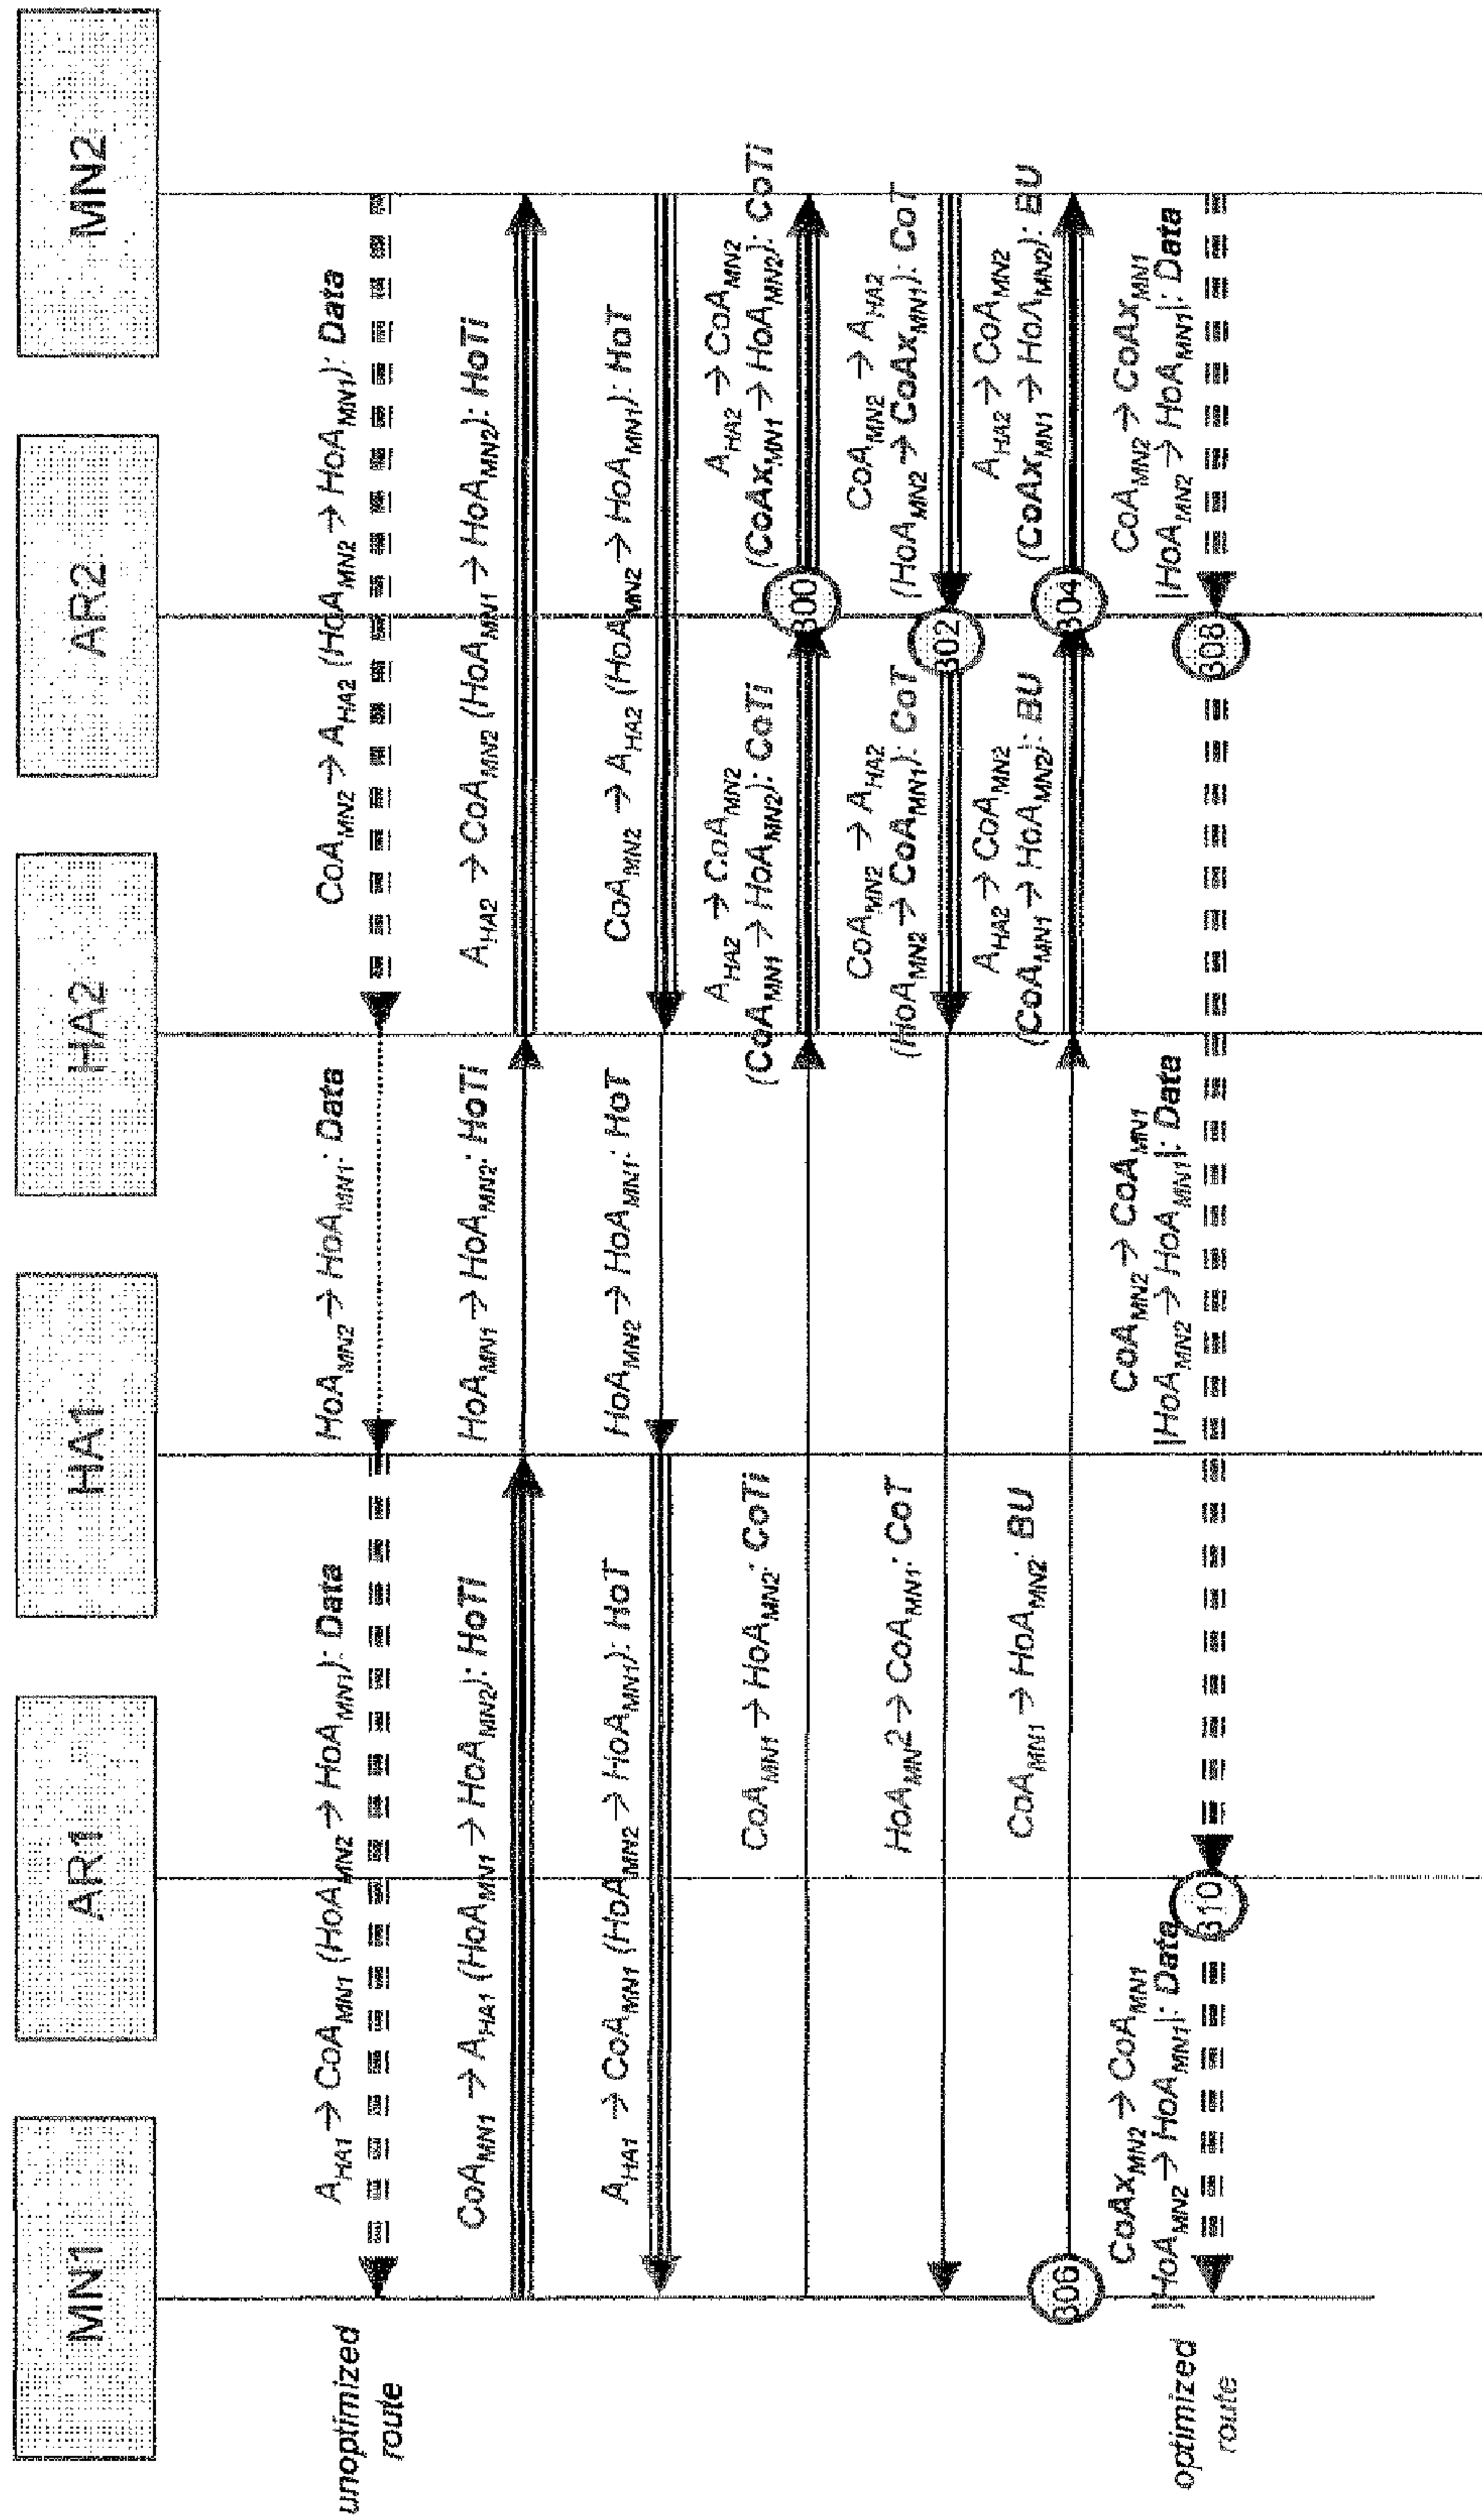 MN1
AR1
HA1
HA2
AR2
MN2
unoptimized
route
A_HA1 → CoA_MN1 (HoA_MN2 → HoA_MN1): Data
HoA_MN2 → HoA_MN1: Data
CoA_MN2 → A_HA2 (HoA_MN2 → HoA_MN1): Data
CoA_MN1 → A_HA1 (HoA_MN1 → HoA_MN2): HoTi
HoA_MN1 → HoA_MN2: HoTi
A_HA2 → CoA_MN2 (HoA_MN1 → HoA_MN2): HoTi
A_HA1 → CoA_MN1 (HoA_MN2 → HoA_MN1): HoT
HoA_MN2 → HoA_MN1: HoT
CoA_MN2 → A_HA2 (HoA_MN2 → HoA_MN1): HoT
CoA_MN1 → HoA_MN2: CoTi
A_HA2 → CoA_MN2
(CoA_MN1 → HoA_MN2): CoTi
300
A_HA2 → CoA_MN2
(CoAx_MN1 → HoA_MN2): CoTi
HoA_MN2 → CoA_MN1: CoT
CoA_MN2 → A_HA2
(HoA_MN2 → CoA_MN1): CoT
302
CoA_MN2 → A_HA2
(HoA_MN2 → CoAx_MN1): CoT
306
CoA_MN1 → HoA_MN2: BU
A_HA2 → CoA_MN2
(CoA_MN1 → HoA_MN2): BU
304
A_HA2 → CoA_MN2
(CoAx_MN1 → HoA_MN2): BU
optimized
route
CoAx_MN2 → CoA_MN1
|HoA_MN2 → HoA_MN1|: Data
310
CoA_MN2 → CoA_MN1
|HoA_MN2 → HoA_MN1|: Data
308
CoA_MN2 → CoAx_MN1
|HoA_MN2 → HoA_MN1|: Data